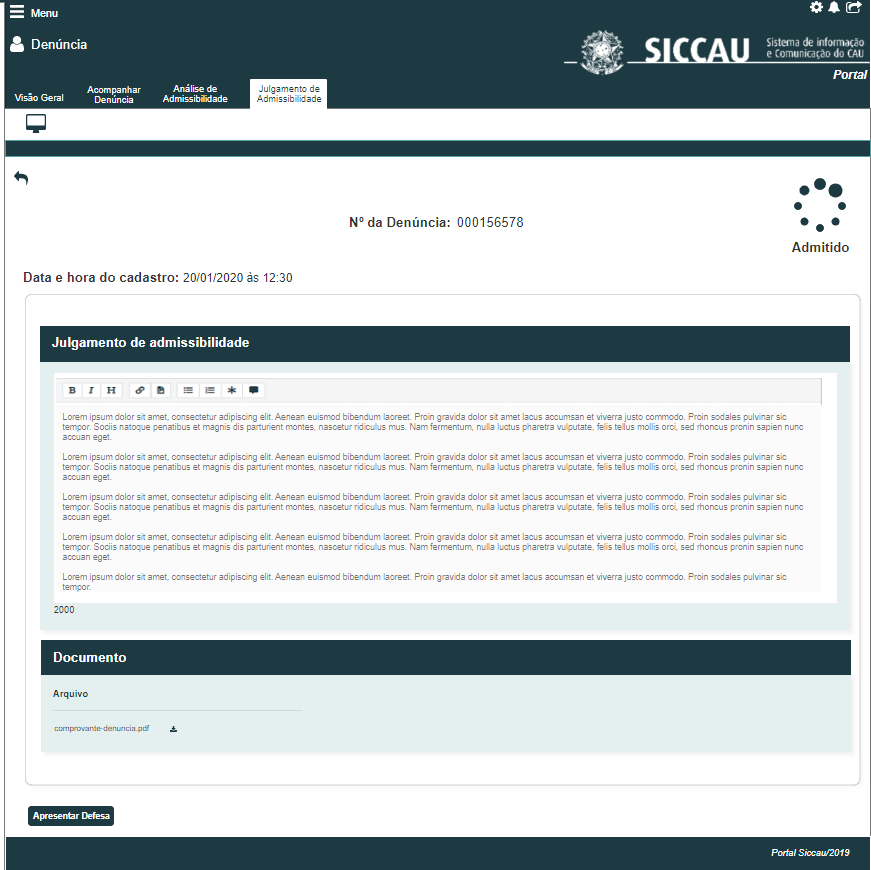 Menu
Denúncia
SICCAU
Sistema de informação
e Comunicação do CAU
Portal
Visão Geral
Acompanhar
Denúncia
Análise de
Admissibilidade
Julgamento de
Admissibilidade
Nº da Denúncia: 000156578
Admitido
Data e hora do cadastro: 20/01/2020 às 12:30
Julgamento de admissibilidade
B I H
Lorem ipsum dolor sit amet, consectetur adipiscing elit. Aenean euismod bibendum laoreet. Proin gravida dolor sit amet lacus accumsan et viverra justo commodo. Proin sodales pulvinar sic
tempor. Sociis natoque penatibus et magnis dis parturient montes, nascetur ridiculus mus. Nam fermentum, nulla luctus pharetra vulputate, felis tellus mollis orci, sed rhoncus pronin sapien nunc
accuan eget.
Lorem ipsum dolor sit amet, consectetur adipiscing elit. Aenean euismod bibendum laoreet. Proin gravida dolor sit amet lacus accumsan et viverra justo commodo. Proin sodales pulvinar sic
tempor. Sociis natoque penatibus et magnis dis parturient montes, nascetur ridiculus mus. Nam fermentum, nulla luctus pharetra vulputate, felis tellus mollis orci, sed rhoncus pronin sapien nunc
accuan eget.
Lorem ipsum dolor sit amet, consectetur adipiscing elit. Aenean euismod bibendum laoreet. Proin gravida dolor sit amet lacus accumsan et viverra justo commodo. Proin sodales pulvinar sic
tempor. Sociis natoque penatibus et magnis dis parturient montes, nascetur ridiculus mus. Nam fermentum, nulla luctus pharetra vulputate, felis tellus mollis orci, sed rhoncus pronin sapien nunc
accuan eget.
Lorem ipsum dolor sit amet, consectetur adipiscing elit. Aenean euismod bibendum laoreet. Proin gravida dolor sit amet lacus accumsan et viverra justo commodo. Proin sodales pulvinar sic
tempor. Sociis natoque penatibus et magnis dis parturient montes, nascetur ridiculus mus. Nam fermentum, nulla luctus pharetra vulputate, felis tellus mollis orci, sed rhoncus pronin sapien nunc
accuan eget.
Lorem ipsum dolor sit amet, consectetur adipiscing elit. Aenean euismod bibendum laoreet. Proin gravida dolor sit amet lacus accumsan et viverra justo commodo. Proin sodales pulvinar sic
tempor.
2000
Documento
Arquivo
comprovante-denuncia.pdf
Apresentar Defesa
Portal Siccau/2019